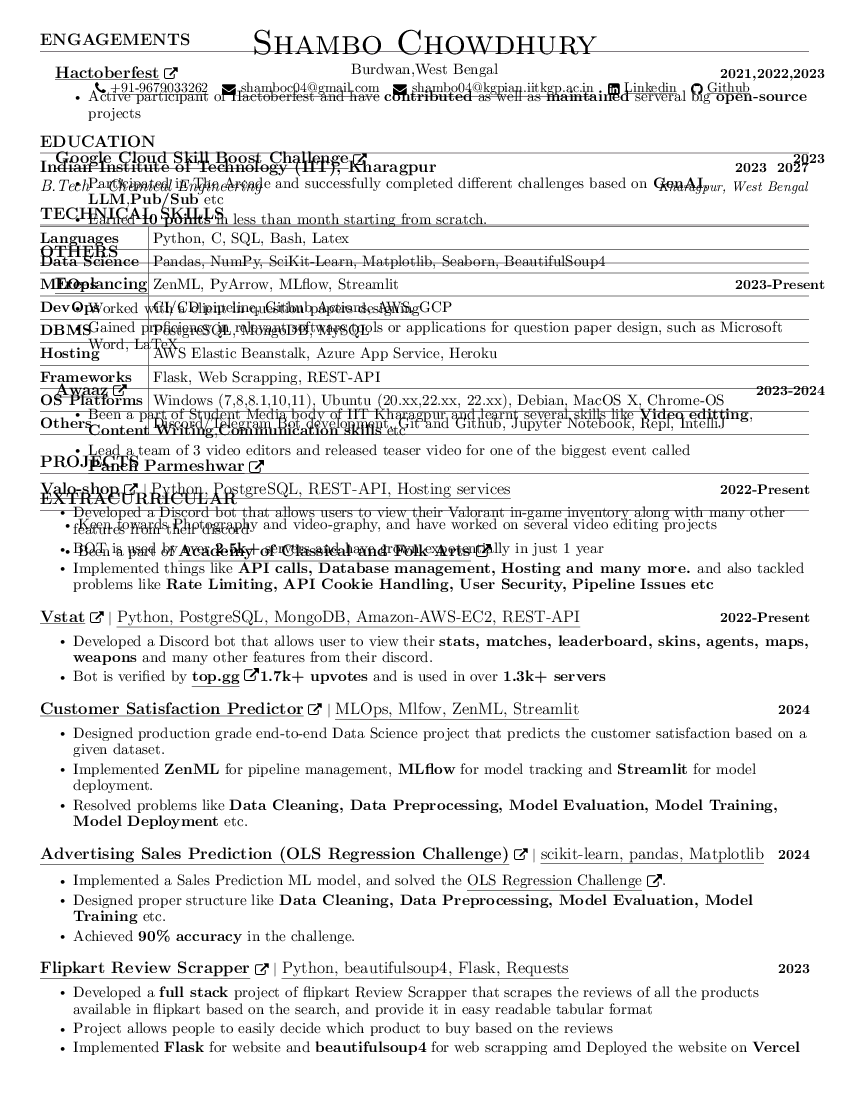 SHAMBO CHOWDHURY
ENGAGEMENTS
Burdwan,West Bengal
Hactoberfest 2021,2022,2023
+91-9679033262 shamboc04@gmail.com shambo04@kgpian.iitkgp.ac.in Linkedin Github
• Active participant of Hactoberfest and have contributed as well as maintained serveral big open-source
projects
EDUCATION
Google Cloud Skill Boost Challenge 2023
Indian Institute of Technology (IIT), Kharagpur 2023 2027
• Participated in The Arcade and successfully completed different challenges based on GenAI,
B.Tech - Chemical Engineering Kharagpur, West Bengal
LLM,Pub/Sub etc
TECHNICAL SKILLS
• Earned 10 points in less than month starting from scratch.
Languages Python, C, SQL, Bash, Latex
OTHERS
Data Science Pandas, NumPy, SciKit-Learn, Matplotlib, Seaborn, BeautifulSoup4
MLOps ZenML, PyArrow, MLflow, Streamlit
Freelancing 2023-Present
DevOps CI/CD pipeline, Github Actions, AWS, GCP
• Worked with a client in question papers designing
• Gained proficiency in relevant software tools or applications for question paper design, such as Microsoft
DBMS PostgreSQL, MongoDB, MySQL
Word, LaTeX
Hosting AWS Elastic Beanstalk, Azure App Service, Heroku
Frameworks Flask, Web Scrapping, REST-API
Awaaz 2023-2024
OS Platforms Windows (7,8,8.1,10,11), Ubuntu (20.xx,22.xx, 22.xx), Debian, MacOS X, Chrome-OS
• Been a part of Student Media body of IIT Kharagpur and learnt several skills like Video editting,
Others Discord/Telegram Bot development, Git and Github, Jupyter Notebook, Repl, IntelliJ
Content Writing,Communication skills etc
• Lead a team of 3 video editors and released teaser video for one of the biggest event called
PROJECTS
Panch Parmeshwar
Valo-shop | Python, PostgreSQL, REST-API, Hosting services 2022-Present
EXTRACURRICULAR
• Developed a Discord bot that allows users to view their Valorant in-game inventory along with many other
• Keen towards Photography and video-graphy, and have worked on several video editing projects
features from their discord
• BOT is used by over 2.5k+ servers and have grown exponentially in just 1 year
• Been a part of Academy of Classical and Folk Arts
• Implemented things like API calls, Database management, Hosting and many more. and also tackled
problems like Rate Limiting, API Cookie Handling, User Security, Pipeline Issues etc
Vstat | Python, PostgreSQL, MongoDB, Amazon-AWS-EC2, REST-API 2022-Present
• Developed a Discord bot that allows user to view their stats, matches, leaderboard, skins, agents, maps,
weapons and many other features from their discord.
• Bot is verified by top.gg 1.7k+ upvotes and is used in over 1.3k+ servers
Customer Satisfaction Predictor | MLOps, Mlfow, ZenML, Streamlit 2024
• Designed production grade end-to-end Data Science project that predicts the customer satisfaction based on a
given dataset.
• Implemented ZenML for pipeline management, MLflow for model tracking and Streamlit for model
deployment.
• Resolved problems like Data Cleaning, Data Preprocessing, Model Evaluation, Model Training,
Model Deployment etc.
Advertising Sales Prediction (OLS Regression Challenge) | scikit-learn, pandas, Matplotlib 2024
• Implemented a Sales Prediction ML model, and solved the OLS Regression Challenge .
• Designed proper structure like Data Cleaning, Data Preprocessing, Model Evaluation, Model
Training etc.
• Achieved 90% accuracy in the challenge.
Flipkart Review Scrapper | Python, beautifulsoup4, Flask, Requests 2023
• Developed a full stack project of flipkart Review Scrapper that scrapes the reviews of all the products
available in flipkart based on the search, and provide it in easy readable tabular format
• Project allows people to easily decide which product to buy based on the reviews
• Implemented Flask for website and beautifulsoup4 for web scrapping amd Deployed the website on Vercel